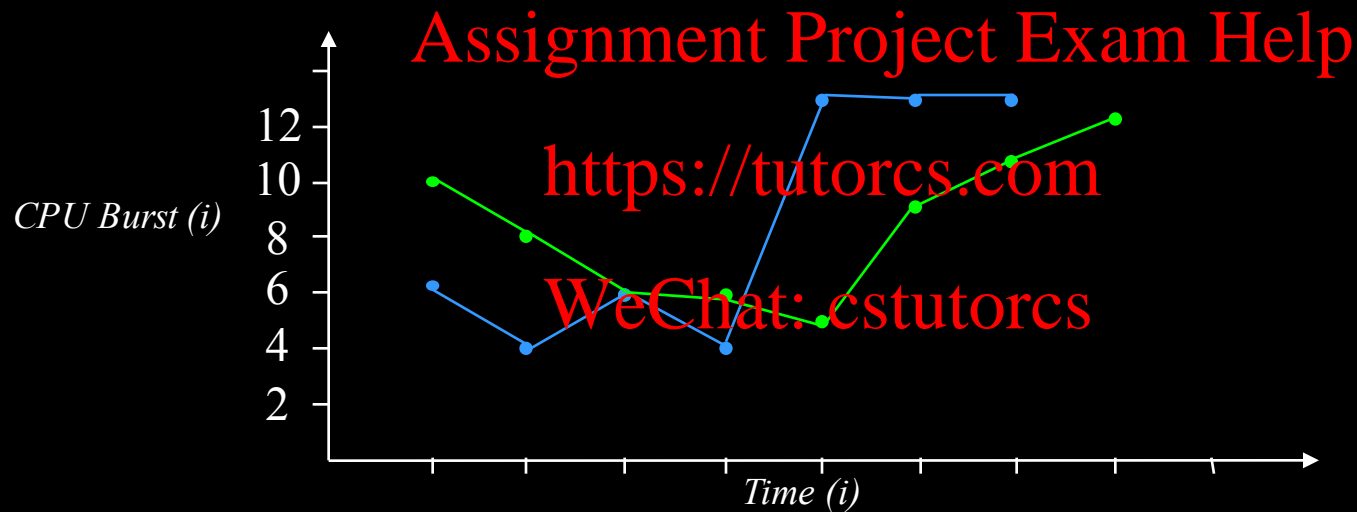 Assignment Project Exam Help
12
https://tutorcs.com
10
CPU Burst (i)
8
6
WeChat: cstutorcs
4
2
Time (i)